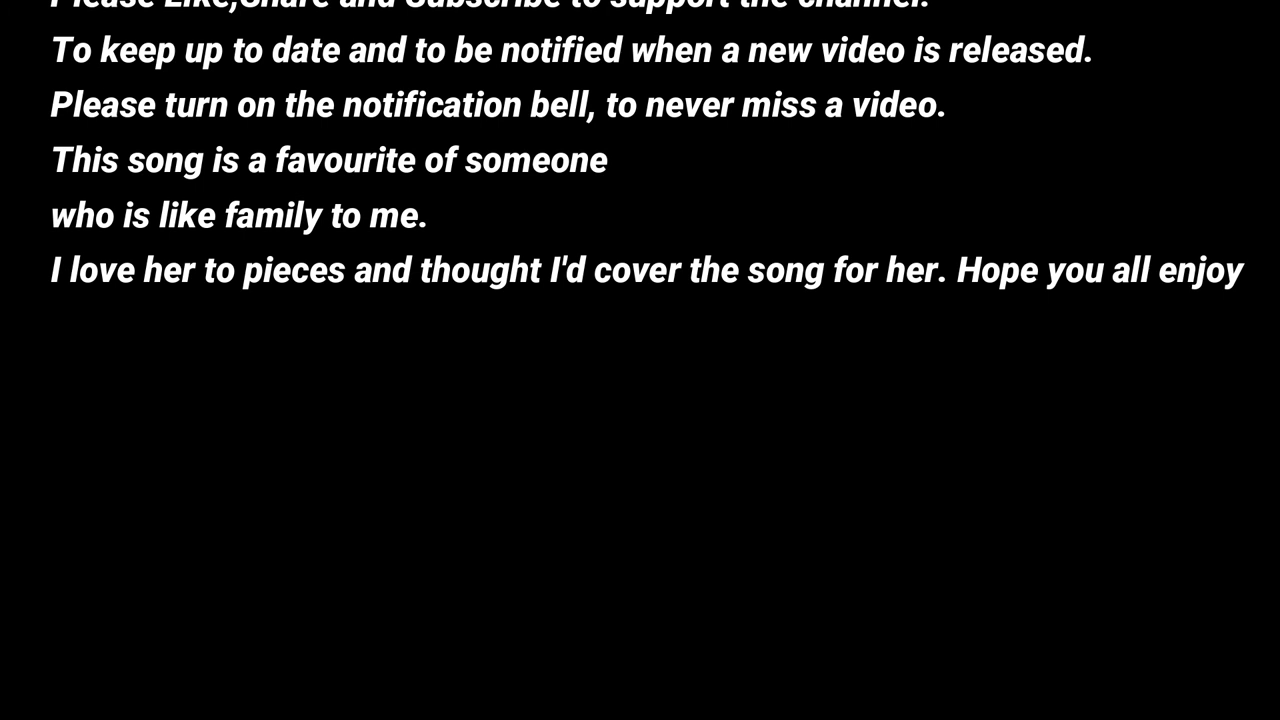 Please Like,Share and Subscribe to support the channel.
To keep up to date and to be notified when a new video is released.
Please turn on the notification bell, to never miss a video.
This song is a favourite of someone
who is like family to me.
I love her to pieces and thought I'd cover the song for her. Hope you all enjoy